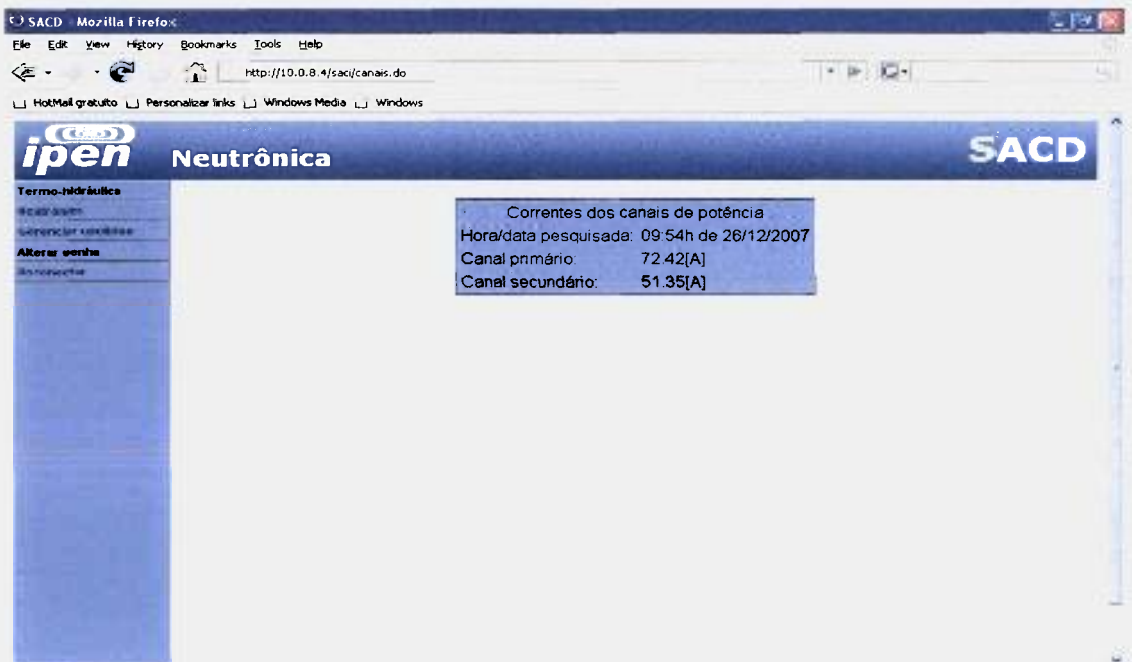 SACD Mozilla Firefox
File Edit View History Bookmarks Tools Help
http://10.0.8.4/saci/canais.do
HotMail gratuito Personalizar links Windows Media Windows
ipen Neutrônica SACD
Termo-hidráulica
Gerenciar usuários
Alterar senha
Correntes dos canais de potência
Hora/data pesquisada: 09:54h de 26/12/2007
Canal primário: 72.42[A]
Canal secundário: 51.35[A]